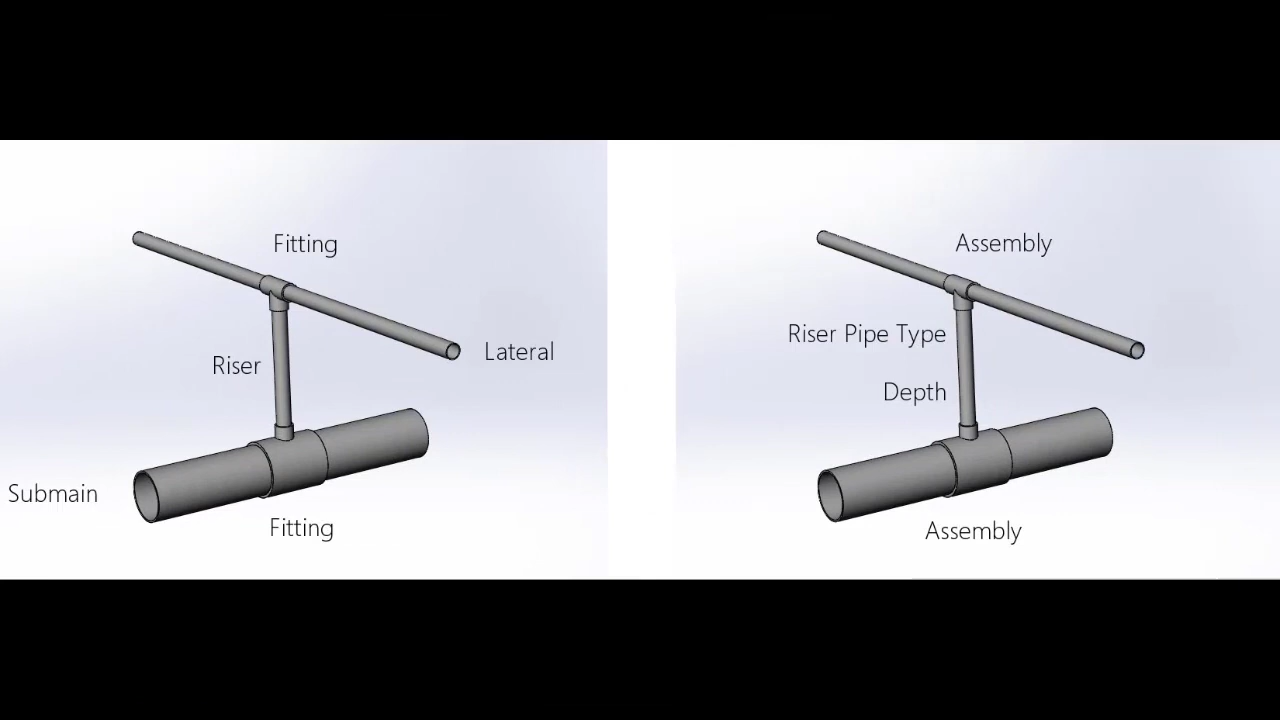 Fitting
Riser
Lateral
Submain
Fitting
Assembly
Riser Pipe Type
Depth
Assembly